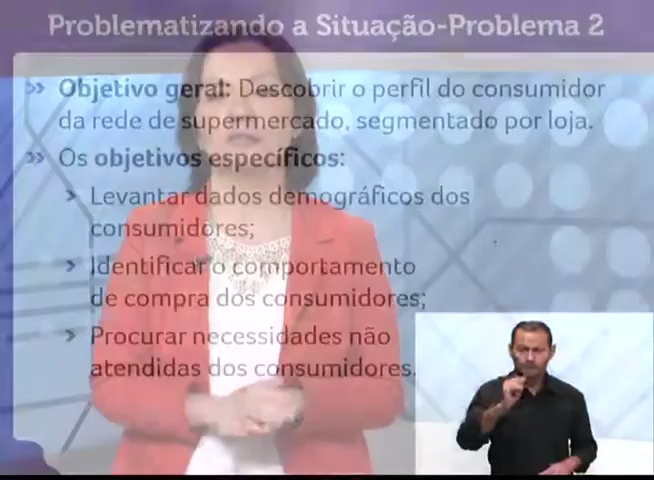 Problematizando a Situação-Problema 2
» Objetivo geral: Descobrir o perfil do consumidor
da rede de supermercado, segmentado por loja.
» Os objetivos específicos:
› Levantar dados demográficos dos
consumidores;
› Identificar o comportamento
de compra dos consumidores;
› Procurar necessidades não
atendidas dos consumidores.